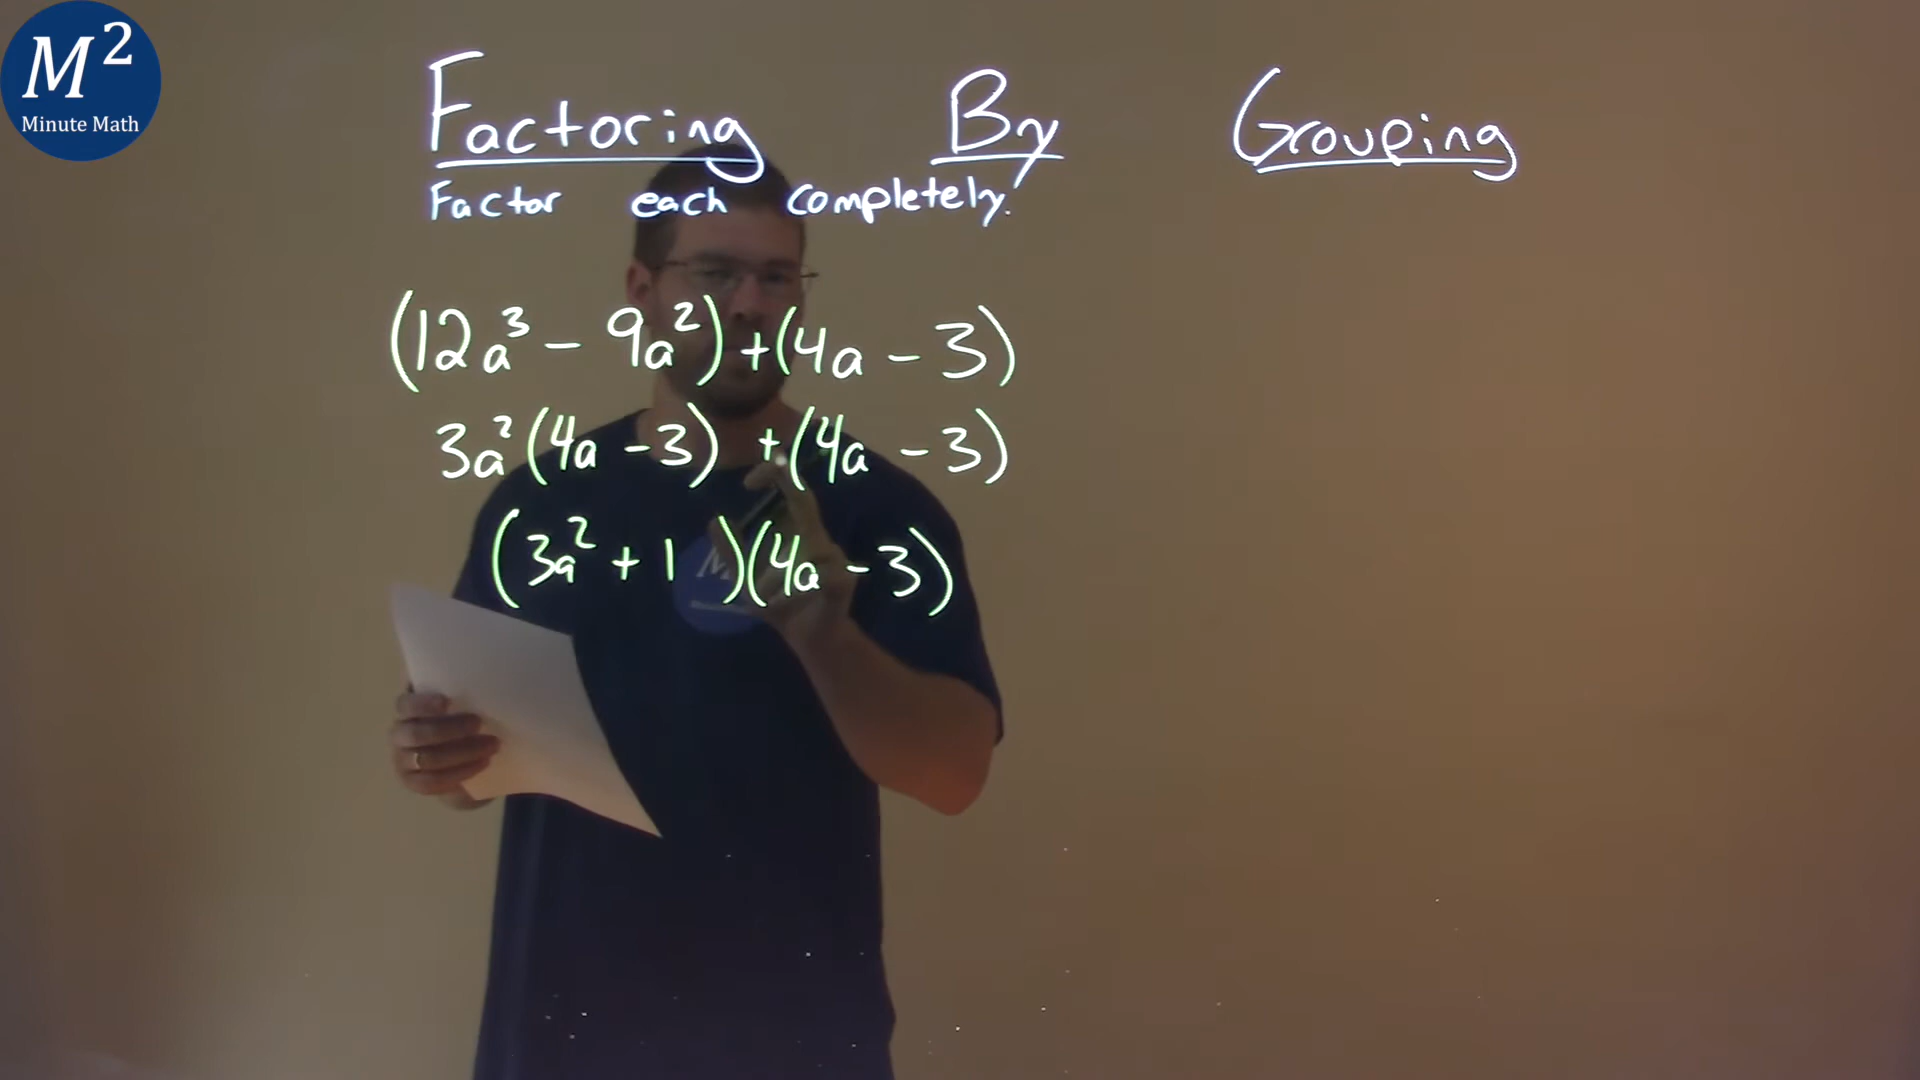 M²
Minute Math
Factoring By Grouping
Factor each completely.
(12a³ - 9a²) + (4a - 3)
3a²(4a - 3) + (4a - 3)
(3a² + 1 )(4a - 3)